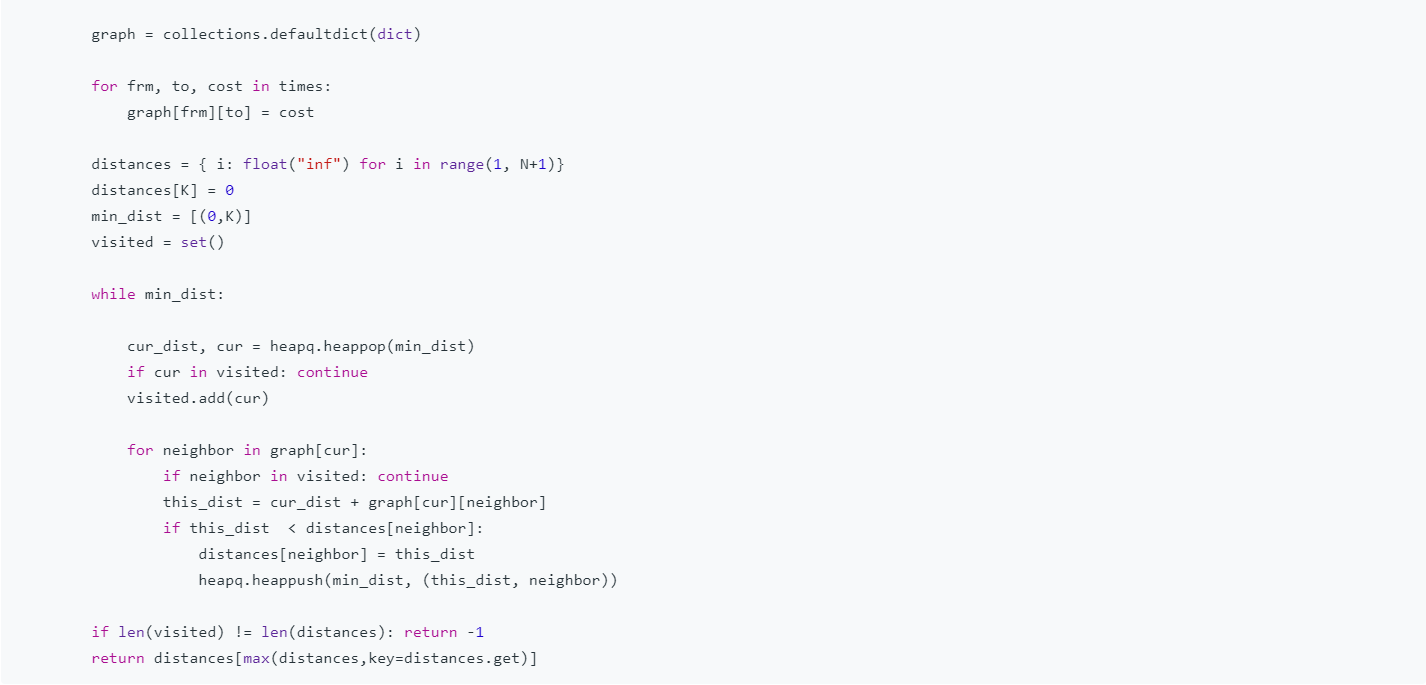 graph = collections.defaultdict(dict)
for frm, to, cost in times:
    graph[frm][to] = cost
distances = { i: float("inf") for i in range(1, N+1)}
distances[K] = 0
min_dist = [(0,K)]
visited = set()
while min_dist:
    cur_dist, cur = heapq.heappop(min_dist)
    if cur in visited: continue
    visited.add(cur)
    for neighbor in graph[cur]:
        if neighbor in visited: continue
        this_dist = cur_dist + graph[cur][neighbor]
        if this_dist  < distances[neighbor]:
            distances[neighbor] = this_dist
            heapq.heappush(min_dist, (this_dist, neighbor))
if len(visited) != len(distances): return -1
return distances[max(distances,key=distances.get)]